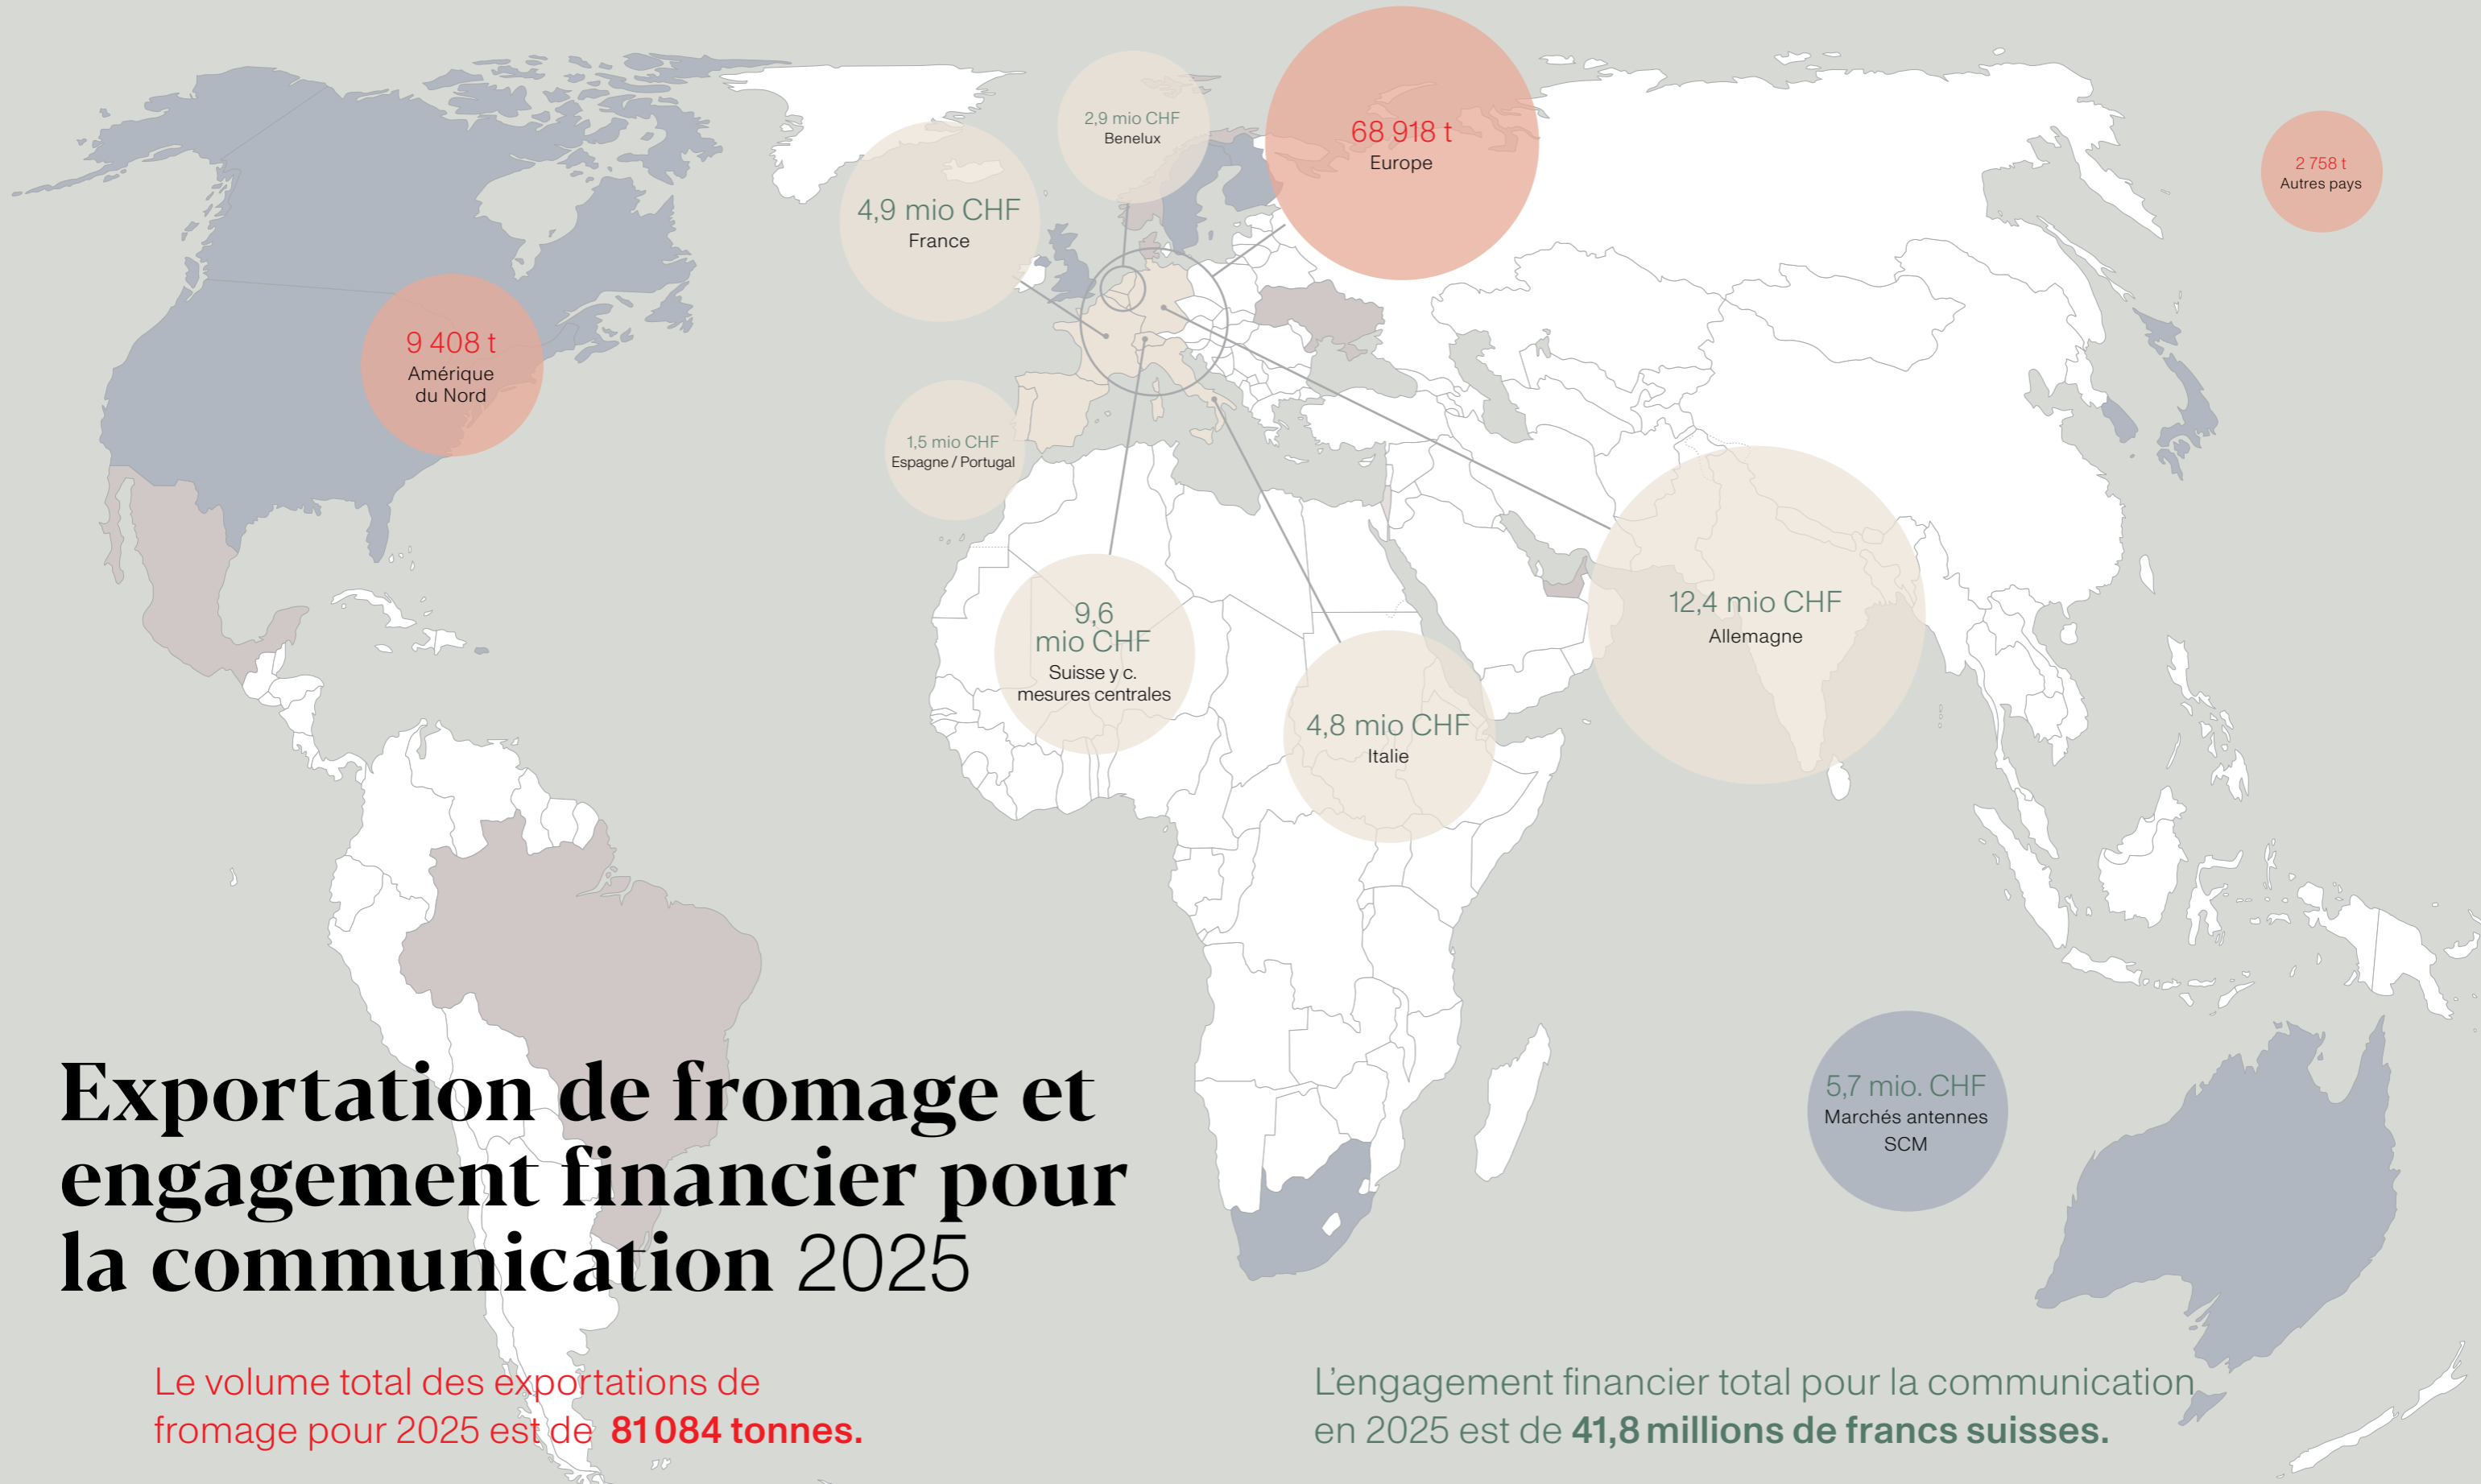 2,9 mio CHF
Benelux
68 918 t
Europe
2 758 t
Autres pays
4,9 mio CHF
France
9 408 t
Amérique
du Nord
1,5 mio CHF
Espagne / Portugal
9,6
mio CHF
Suisse y c.
mesures centrales
12,4 mio CHF
Allemagne
4,8 mio CHF
Italie
5,7 mio. CHF
Marchés antennes
SCM
Exportation de fromage et
engagement financier pour
la communication 2025
Le volume total des exportations de
fromage pour 2025 est de 81 084 tonnes.
L'engagement financier total pour la communication
en 2025 est de 41,8 millions de francs suisses.